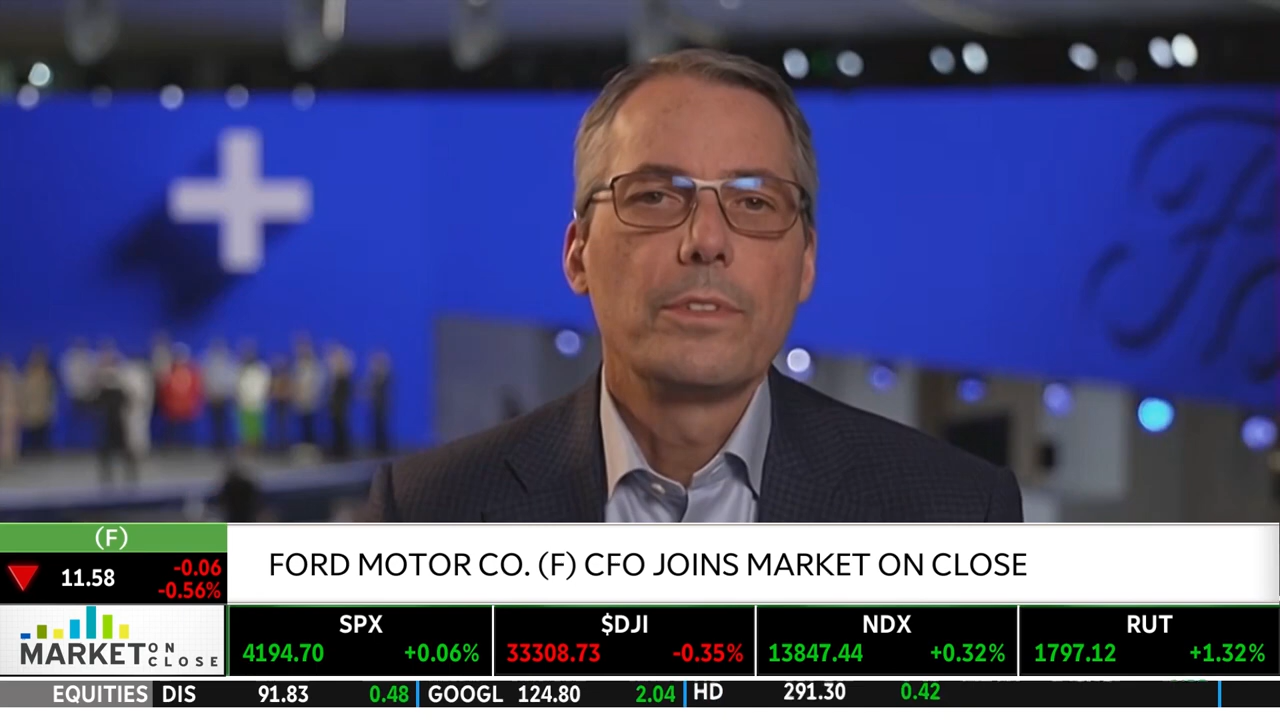 (F)
11.58
-0.06
-0.56%
FORD MOTOR CO. (F) CFO JOINS MARKET ON CLOSE
MARKET ON CLOSE
SPX
4194.70 +0.06%
$DJI
33308.73 -0.35%
NDX
13847.44 +0.32%
RUT
1797.12 +1.32%
EQUITIES DIS 91.83 0.48 GOOGL 124.80 2.04 HD 291.30 0.42